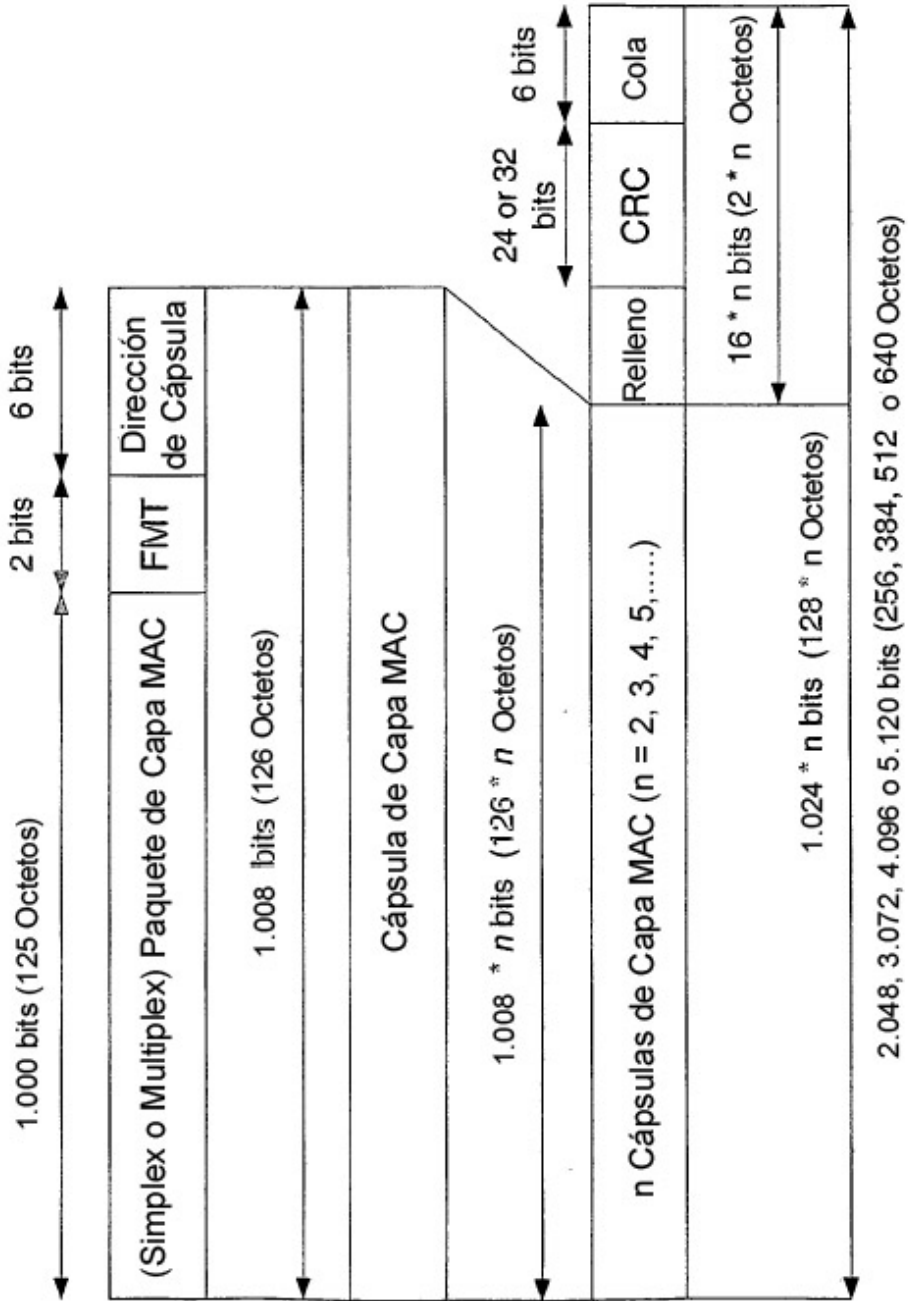 1.000 bits (125 Octetos)
2 bits
6 bits
(Simplex o Multiplex) Paquete de Capa MAC
FMT
Dirección
de Cápsula
1.008 bits (126 Octetos)
Cápsula de Capa MAC
1.008 * n bits (126 * n Octetos)
24 or 32
bits
6 bits
n Cápsulas de Capa MAC (n = 2, 3, 4, 5,.....)
Relleno
CRC
Cola
16 * n bits (2 * n Octetos)
1.024 * n bits (128 * n Octetos)
2.048, 3.072, 4.096 o 5.120 bits (256, 384, 512 o 640 Octetos)